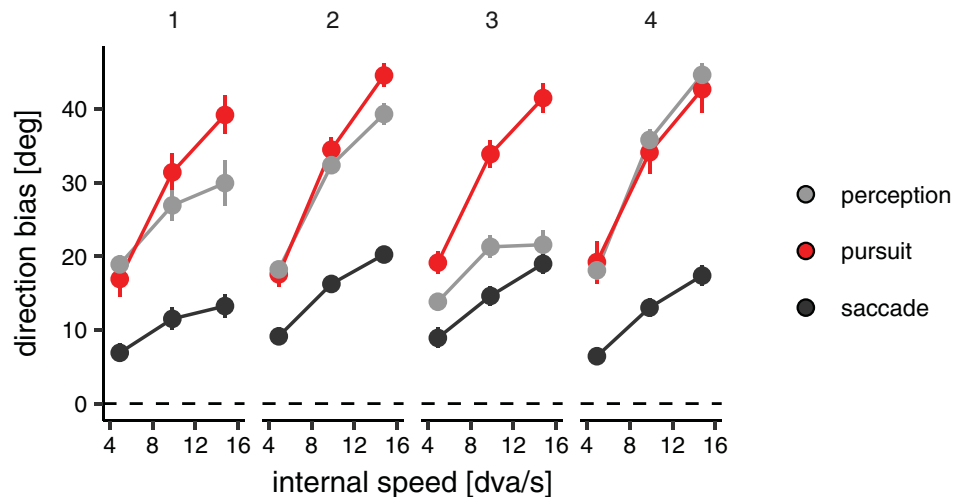 1 2 3 4
direction bias [deg]
40
30
20
10
0
4 8 12 16 4 8 12 16 4 8 12 16 4 8 12 16
internal speed [dva/s]
perception
pursuit
saccade